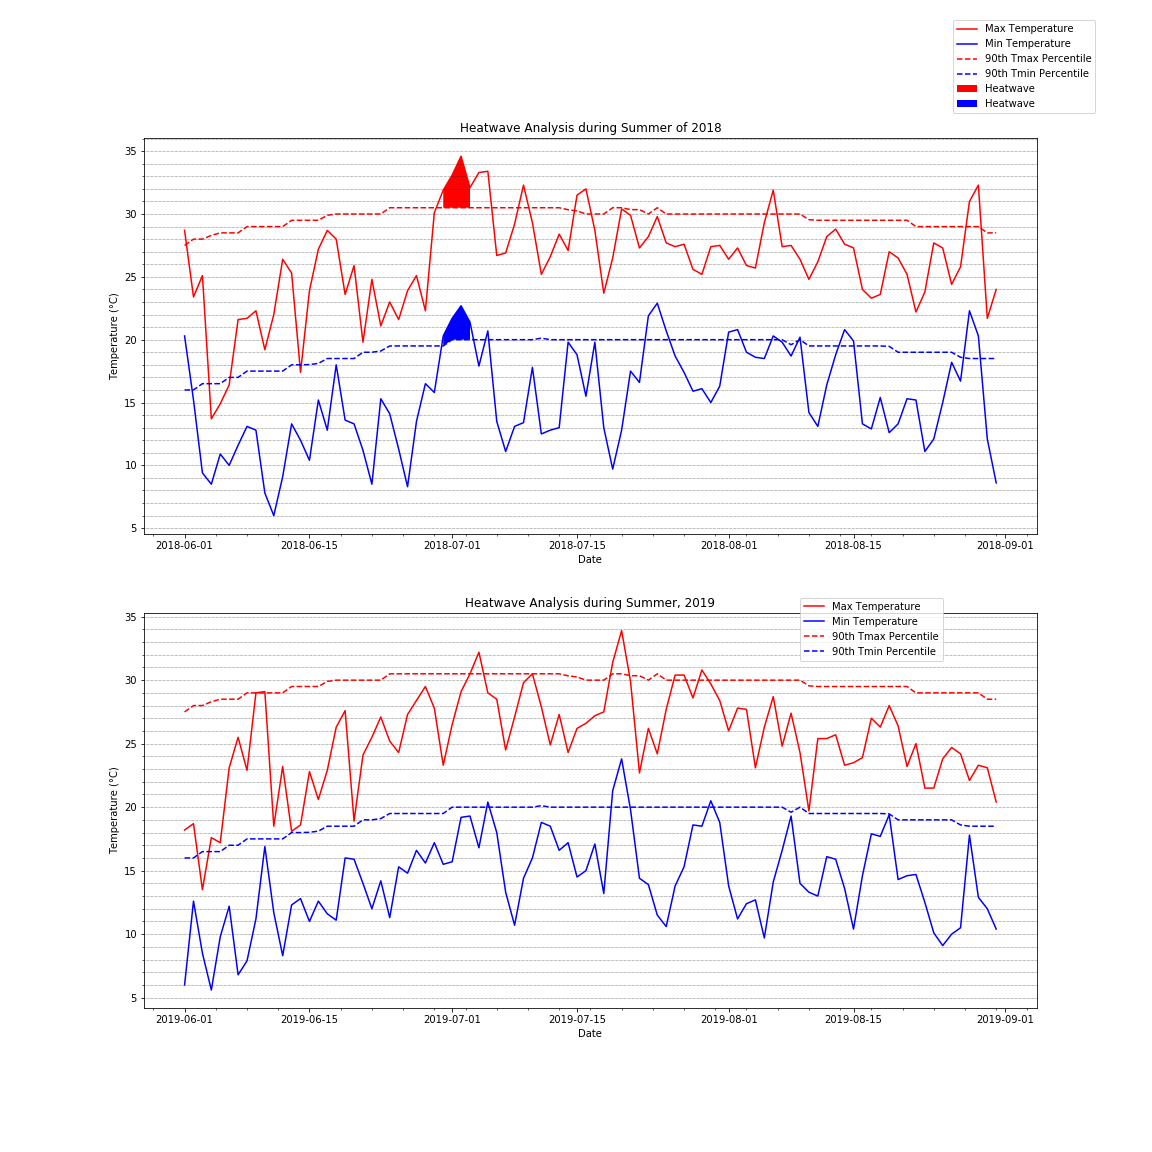 Max Temperature
Min Temperature
90th Tmax Percentile
90th Tmin Percentile
Heatwave
Heatwave
Heatwave Analysis during Summer of 2018
35
30
25
20
15
10
5
Temperature (°C)
2018-06-01 2018-06-15 2018-07-01 2018-07-15 2018-08-01 2018-08-15 2018-09-01
Date
Heatwave Analysis during Summer, 2019
Max Temperature
Min Temperature
90th Tmax Percentile
90th Tmin Percentile
35
30
25
20
15
10
5
Temperature (°C)
2019-06-01 2019-06-15 2019-07-01 2019-07-15 2019-08-01 2019-08-15 2019-09-01
Date